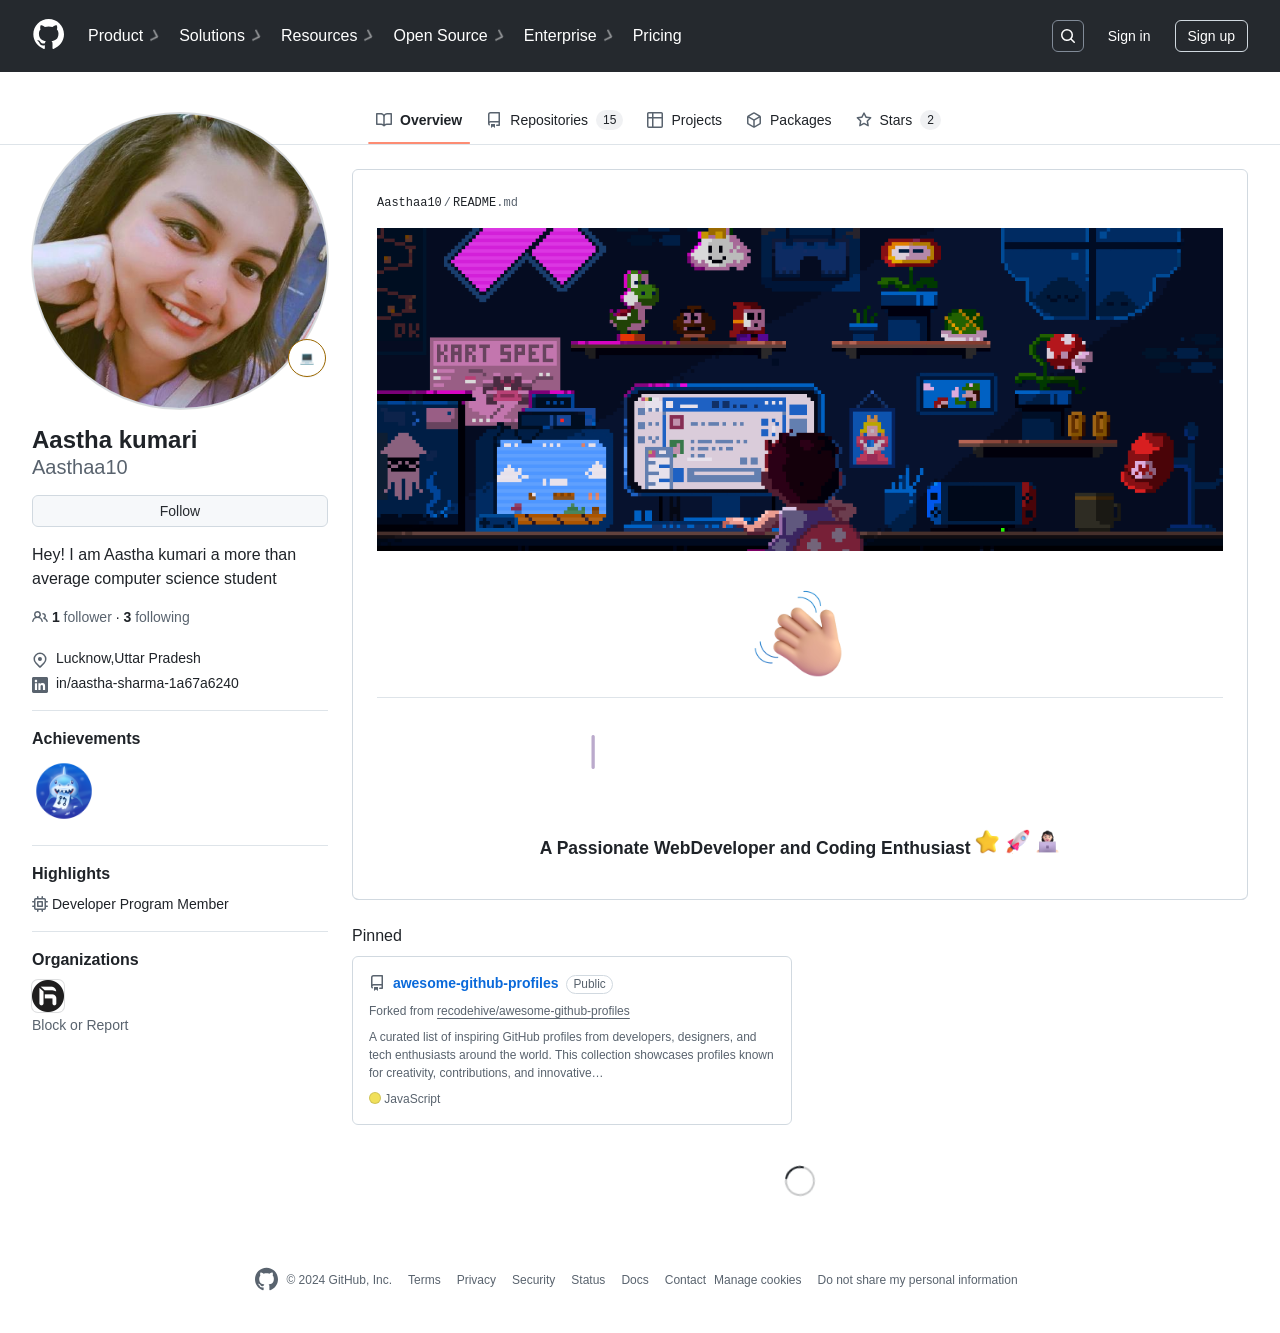 Product
Solutions
Resources
Open Source
Enterprise
Pricing
Sign in
Sign up
Overview
Repositories 15
Projects
Packages
Stars 2
Aastha kumari
Aasthaa10
Follow
Hey! I am Aastha kumari a more than
average computer science student
1 follower · 3 following
Lucknow,Uttar Pradesh
in/aastha-sharma-1a67a6240
Achievements
Highlights
Developer Program Member
Organizations
Block or Report
Aasthaa10/README.md
KART SPEC
A Passionate WebDeveloper and Coding Enthusiast
Pinned
awesome-github-profiles Public
Forked from recodehive/awesome-github-profiles
A curated list of inspiring GitHub profiles from developers, designers, and
tech enthusiasts around the world. This collection showcases profiles known
for creativity, contributions, and innovative…
JavaScript
© 2024 GitHub, Inc.
Terms
Privacy
Security
Status
Docs
Contact
Manage cookies
Do not share my personal information